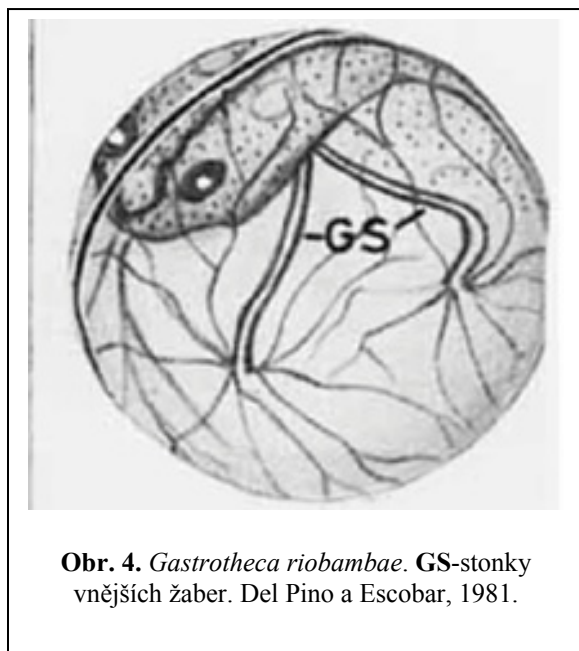 GS
Obr. 4. Gastrotheca riobambae. GS-stonky
vnějších žaber. Del Pino a Escobar, 1981.